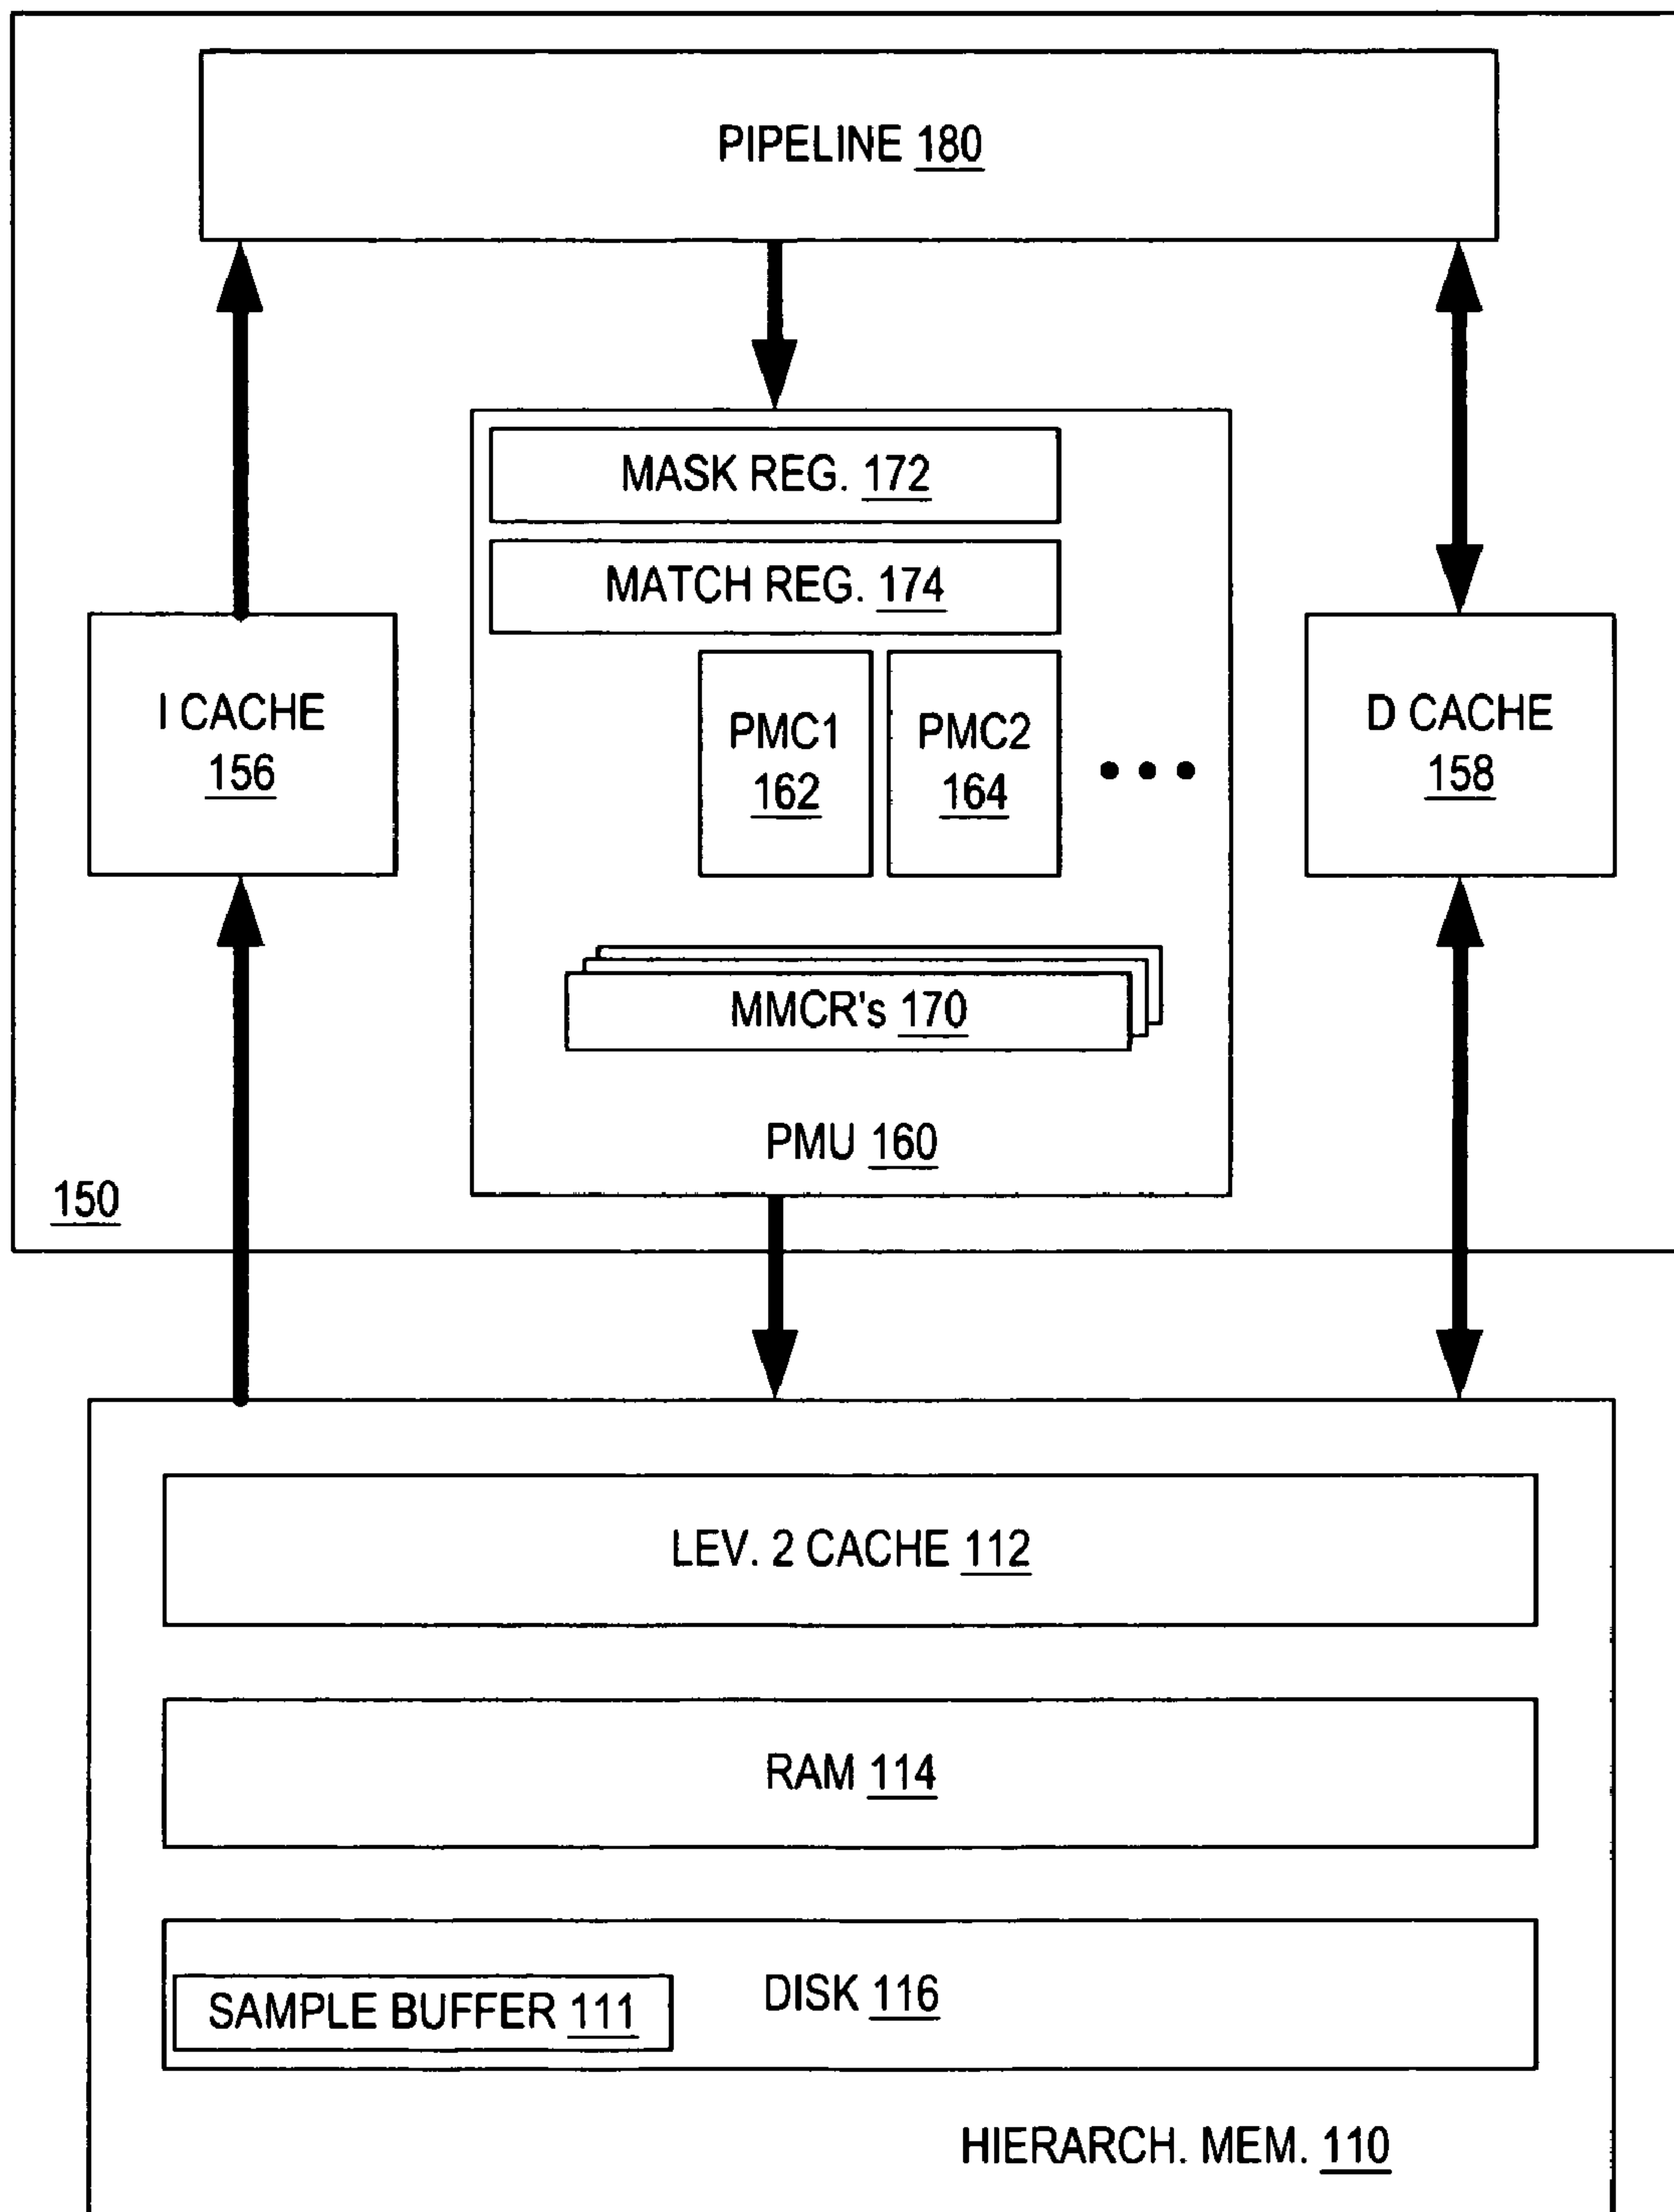 PIPELINE 180
MASK REG. 172
MATCH REG. 174
I CACHE
156
PMC1
162
PMC2
164
D CACHE
158
MMCR's 170
PMU 160
150
LEV. 2 CACHE 112
RAM 114
DISK 116
SAMPLE BUFFER 111
HIERARCH. MEM. 110